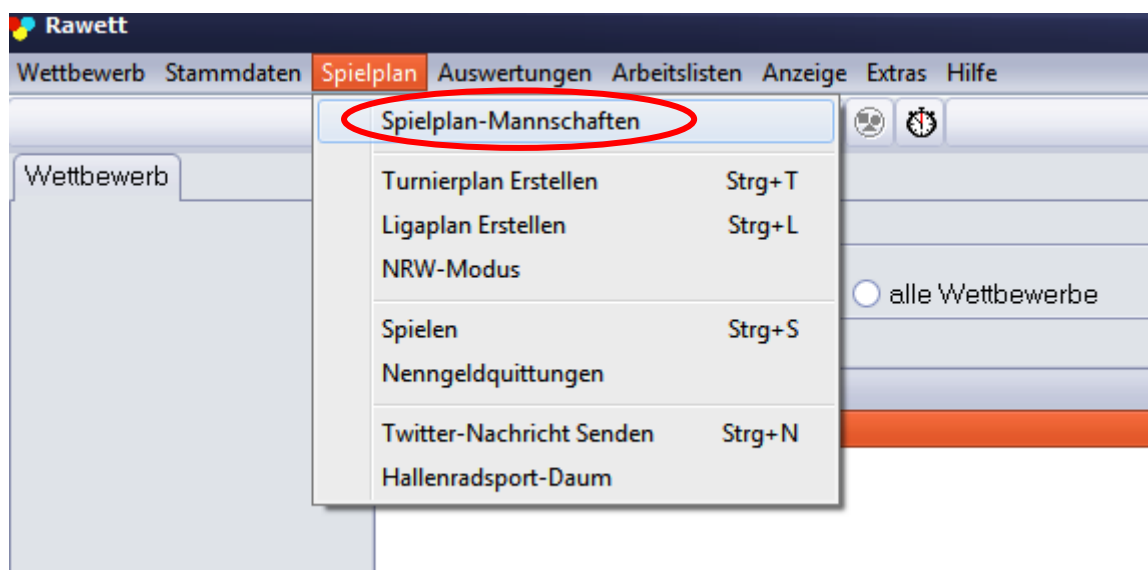 Rawett
Wettbewerb Stammdaten Spielplan Auswertungen Arbeitslisten Anzeige Extras Hilfe
Spielplan-Mannschaften
Wettbewerb
Turnierplan Erstellen Strg+T
Ligaplan Erstellen Strg+L
NRW-Modus
alle Wettbewerbe
Spielen Strg+S
Nenngeldquittungen
Twitter-Nachricht Senden Strg+N
Hallenradsport-Daum